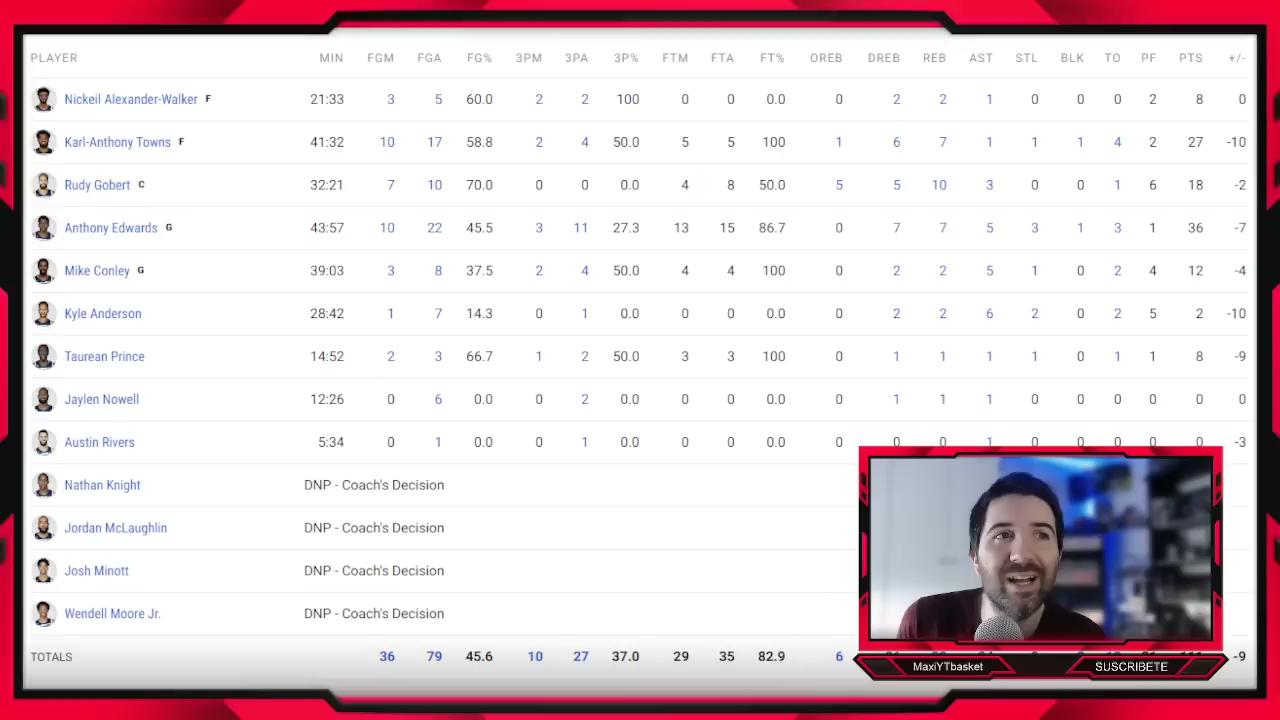 PLAYER MIN FGM FGA FG% 3PM 3PA 3P% FTM FTA FT% OREB DREB REB AST STL BLK TO PF PTS +/-
Nickeil Alexander-Walker F 21:33 3 5 60.0 2 2 100 0 0 0.0 0 2 2 1 0 0 0 2 8 0
Karl-Anthony Towns F 41:32 10 17 58.8 2 4 50.0 5 5 100 1 6 7 1 1 1 4 2 27 -10
Rudy Gobert C 32:21 7 10 70.0 0 0 0.0 4 8 50.0 5 5 10 3 0 0 1 6 18 -2
Anthony Edwards G 43:57 10 22 45.5 3 11 27.3 13 15 86.7 0 7 7 5 3 1 3 1 36 -7
Mike Conley G 39:03 3 8 37.5 2 4 50.0 4 4 100 0 2 2 5 1 0 2 4 12 -4
Kyle Anderson 28:42 1 7 14.3 0 1 0.0 0 0 0.0 0 2 2 6 2 0 2 5 2 -10
Taurean Prince 14:52 2 3 66.7 1 2 50.0 3 3 100 0 1 1 1 1 0 1 1 8 -9
Jaylen Nowell 12:26 0 6 0.0 0 2 0.0 0 0 0.0 0 1 1 1 0 0 0 0 0 0
Austin Rivers 5:34 0 1 0.0 0 1 0.0 0 0 0.0 0 0 0 1 0 0 0 0 0 -3
Nathan Knight DNP - Coach's Decision
Jordan McLaughlin DNP - Coach's Decision
Josh Minott DNP - Coach's Decision
Wendell Moore Jr. DNP - Coach's Decision
TOTALS 36 79 45.6 10 27 37.0 29 35 82.9 6 -9
MaxiYTbasket
SUSCRIBETE